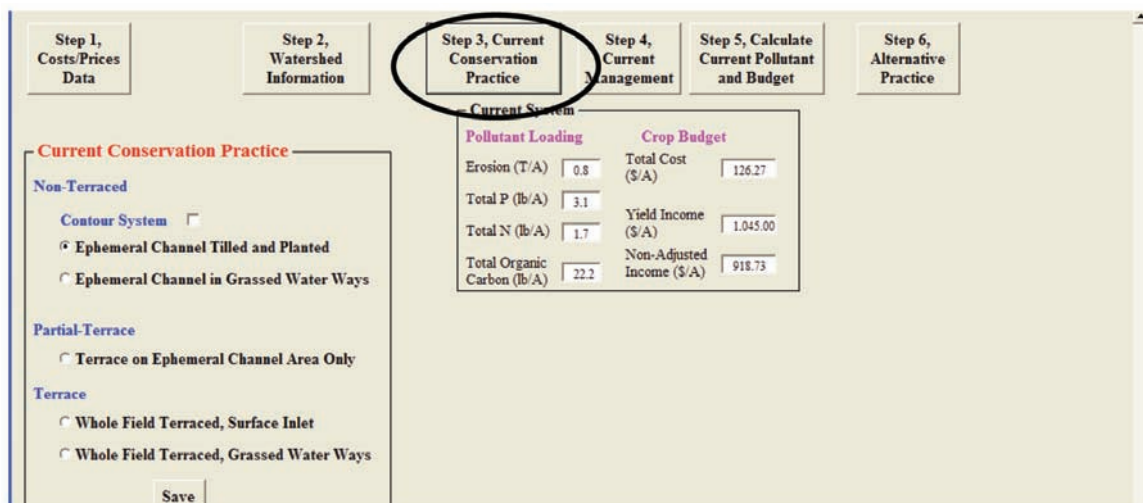 Step 1,
Costs/Prices
Data
Step 2,
Watershed
Information
Step 3, Current
Conservation
Practice
Step 4,
Current
Management
Step 5, Calculate
Current Pollutant
and Budget
Step 6,
Alternative
Practice
Current Conservation Practice
Non-Terraced
Contour System
Ephemeral Channel Tilled and Planted
Ephemeral Channel in Grassed Water Ways
Partial-Terrace
Terrace on Ephemeral Channel Area Only
Terrace
Whole Field Terraced, Surface Inlet
Whole Field Terraced, Grassed Water Ways
Save
Current System
Pollutant Loading
Erosion (T/A) 0.8
Total P (lb/A) 3.1
Total N (lb/A) 1.7
Total Organic
Carbon (lb/A) 22.2
Crop Budget
Total Cost
($/A) 126.27
Yield Income
($/A) 1,045.00
Non-Adjusted
Income ($/A) 918.73